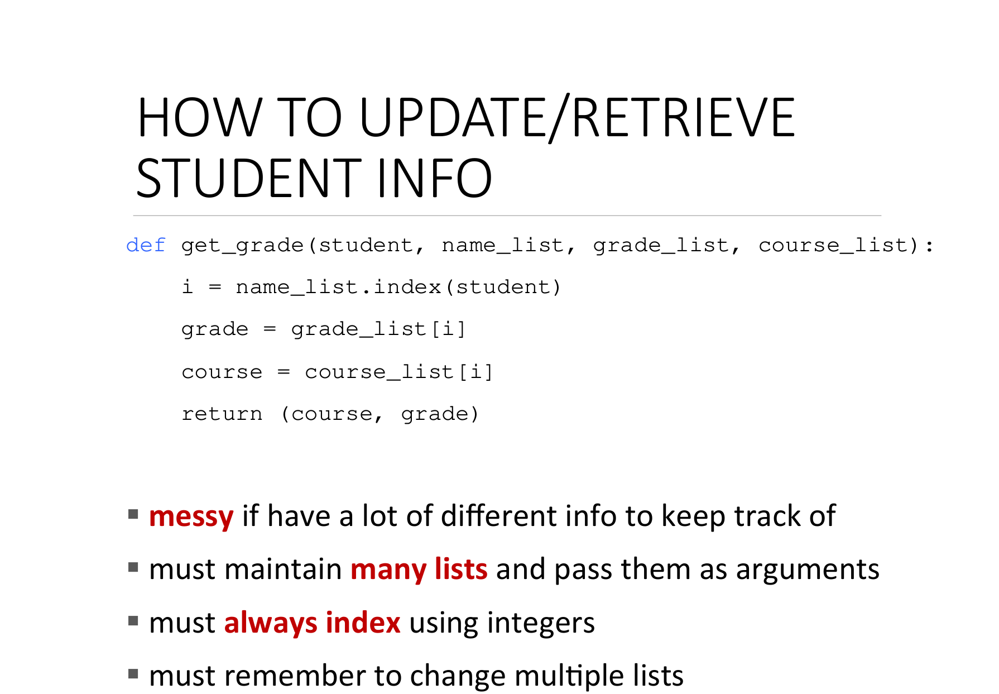 HOW TO UPDATE/RETRIEVE
STUDENT INFO
def get_grade(student, name_list, grade_list, course_list):
    i = name_list.index(student)
    grade = grade_list[i]
    course = course_list[i]
    return (course, grade)
▪ messy if have a lot of different info to keep track of
▪ must maintain many lists and pass them as arguments
▪ must always index using integers
▪ must remember to change multiple lists